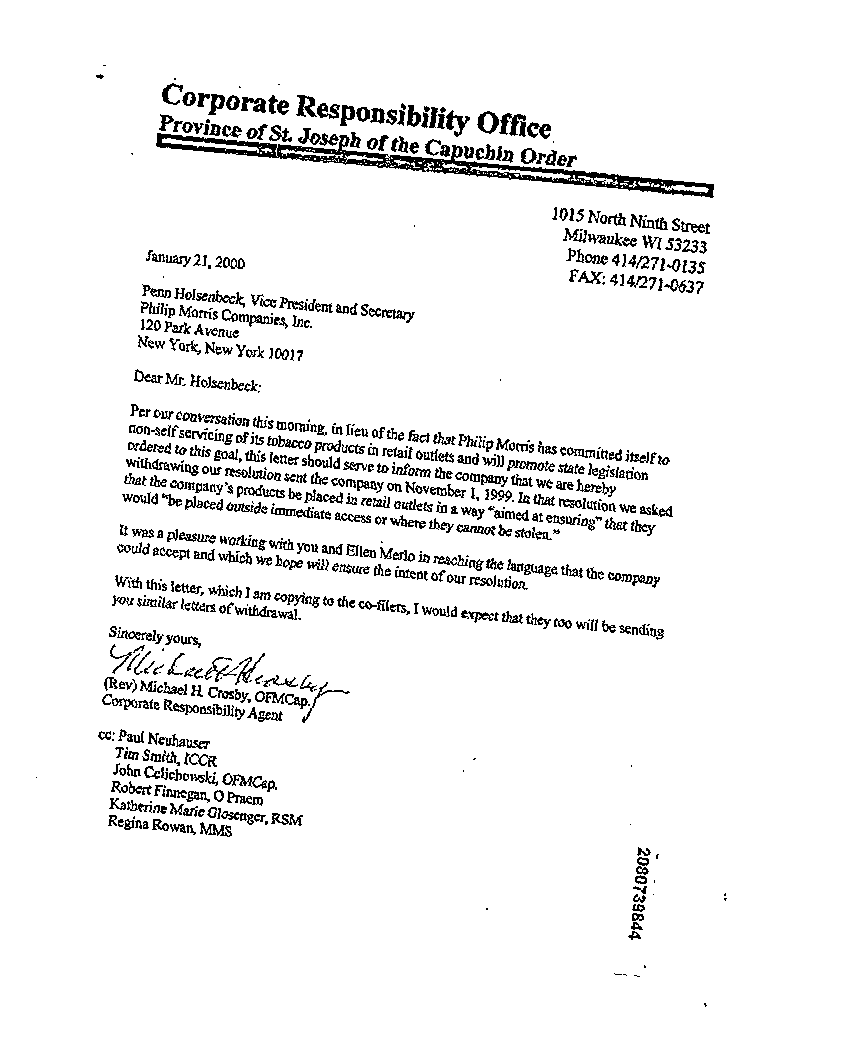 Corporate Responsibility Office
Province of St. Joseph of the Capuchin Order
1015 North Ninth Street
Milwaukee WI 53233
Phone 414/271-0135
FAX: 414/271-0637
January 21, 2000
Penn Holsenbeck, Vice President and Secretary
Philip Morris Companies, Inc.
120 Park Avenue
New York, New York 10017
Dear Mr. Holsenbeck:
Per our conversation this morning, in lieu of the fact that Philip Morris has committed itself to
non-self servicing of its tobacco products in retail outlets and will promote state legislation
ordered to this goal, this letter should serve to inform the company that we are hereby
withdrawing our resolution sent the company on November 1, 1999. In that resolution we asked
that the company's products be placed in retail outlets in a way "aimed at ensuring" that they
would "be placed outside immediate access or where they cannot be stolen."
It was a pleasure working with you and Ellen Merlo in reaching the language that the company
could accept and which we hope will ensure the intent of our resolution.
With this letter, which I am copying to the co-filers, I would expect that they too will be sending
you similar letters of withdrawal.
Sincerely yours,
Michael H Crosby
(Rev) Michael H. Crosby, OFMCap.
Corporate Responsibility Agent
cc: Paul Neuhauser
Tim Smith, ICCR
John Celichowski, OFMCap.
Robert Finnegan, O Praem
Katherine Marie Glosenger, RSM
Regina Rowan, MMS
2080739844